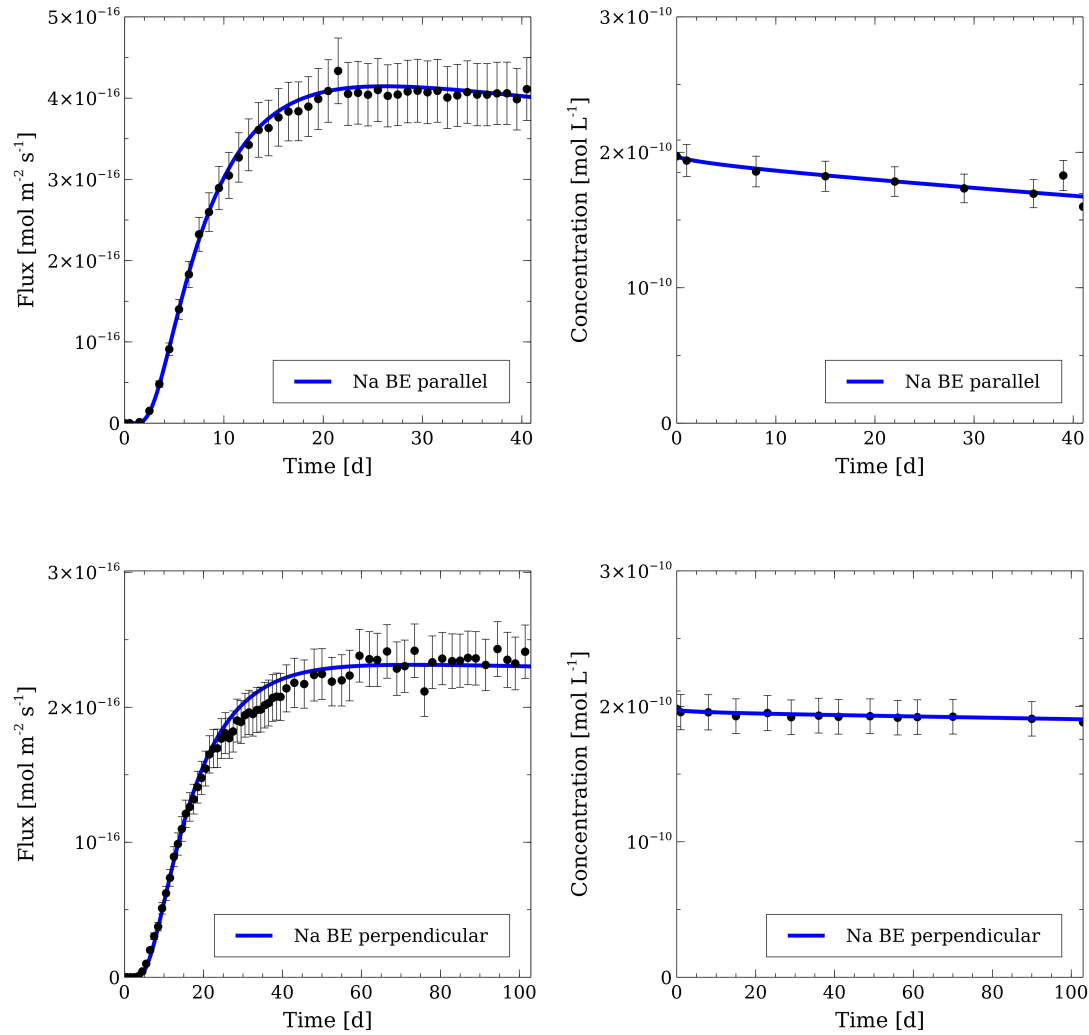 5×10⁻¹⁶
4×10⁻¹⁶
3×10⁻¹⁶
2×10⁻¹⁶
10⁻¹⁶
0
Flux [mol m⁻² s⁻¹]
0 10 20 30 40
Time [d]
Na BE parallel
3×10⁻¹⁰
2×10⁻¹⁰
10⁻¹⁰
0
Concentration [mol L⁻¹]
0 10 20 30 40
Time [d]
Na BE parallel
3×10⁻¹⁶
2×10⁻¹⁶
10⁻¹⁶
0
Flux [mol m⁻² s⁻¹]
0 20 40 60 80 100
Time [d]
Na BE perpendicular
3×10⁻¹⁰
2×10⁻¹⁰
10⁻¹⁰
0
Concentration [mol L⁻¹]
0 20 40 60 80 100
Time [d]
Na BE perpendicular